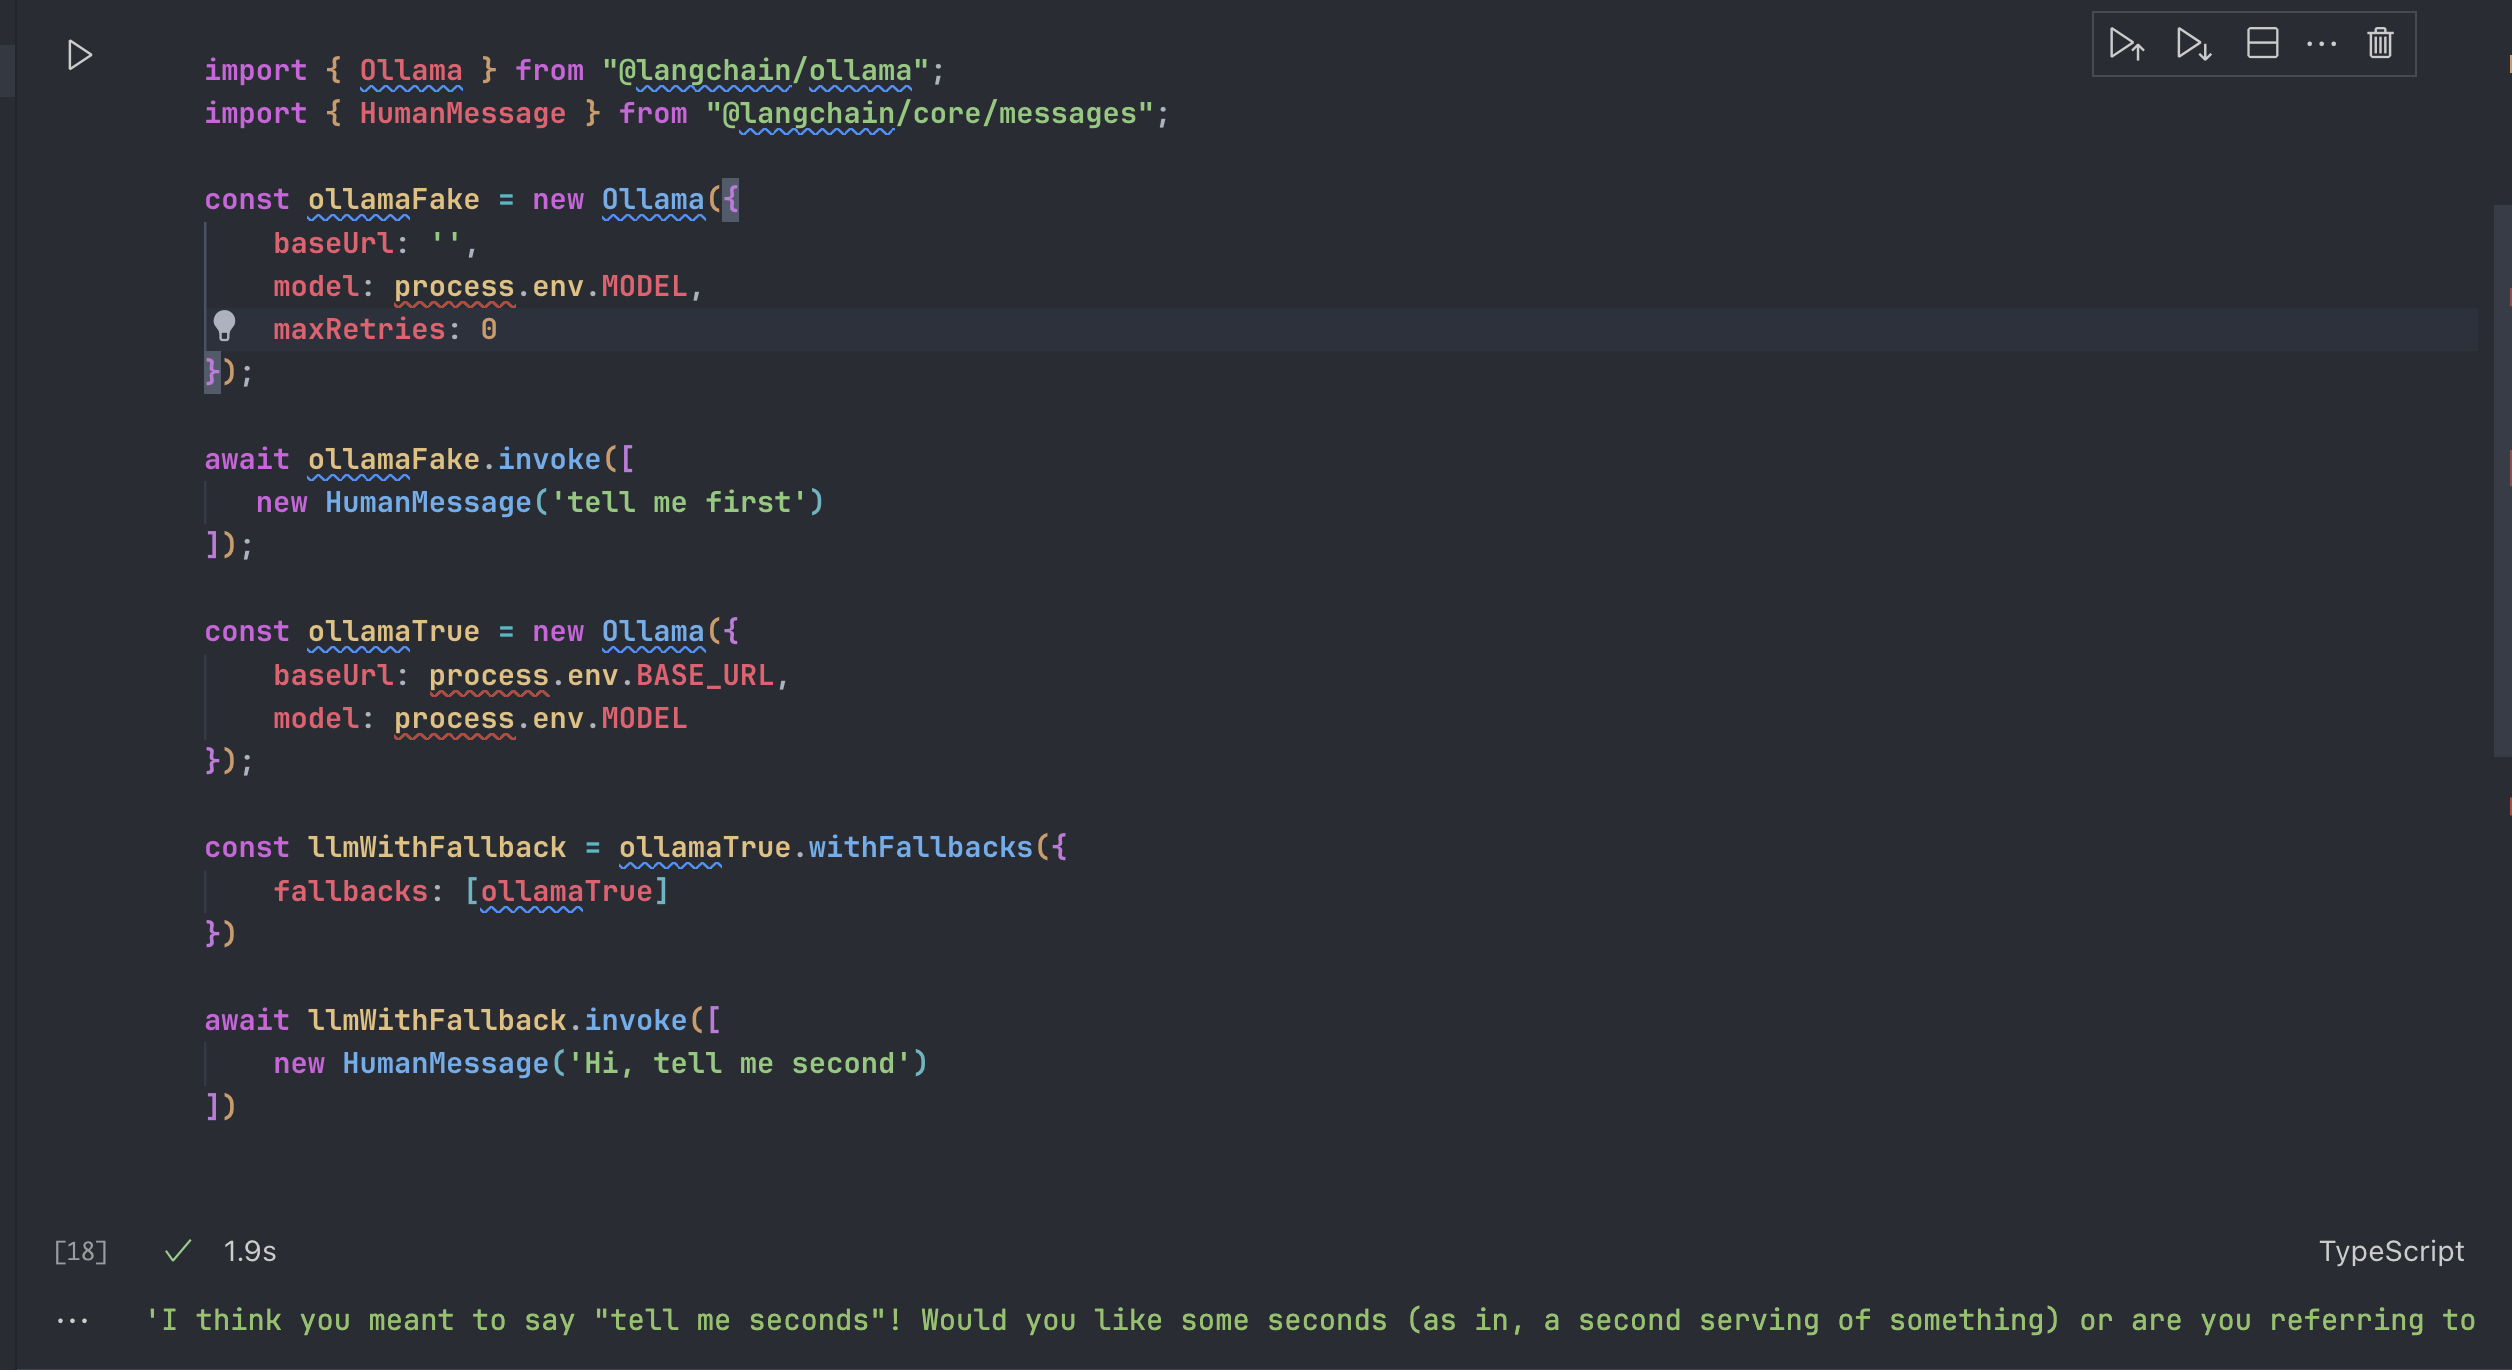 import { Ollama } from "@langchain/ollama";
import { HumanMessage } from "@langchain/core/messages";
const ollamaFake = new Ollama({
    baseUrl: '',
    model: process.env.MODEL,
    maxRetries: 0
});
await ollamaFake.invoke([
   new HumanMessage('tell me first')
]);
const ollamaTrue = new Ollama({
    baseUrl: process.env.BASE_URL,
    model: process.env.MODEL
});
const llmWithFallback = ollamaTrue.withFallbacks({
    fallbacks: [ollamaTrue]
})
await llmWithFallback.invoke([
    new HumanMessage('Hi, tell me second')
])
[18] 1.9s TypeScript
... 'I think you meant to say "tell me seconds"! Would you like some seconds (as in, a second serving of something) or are you referring to